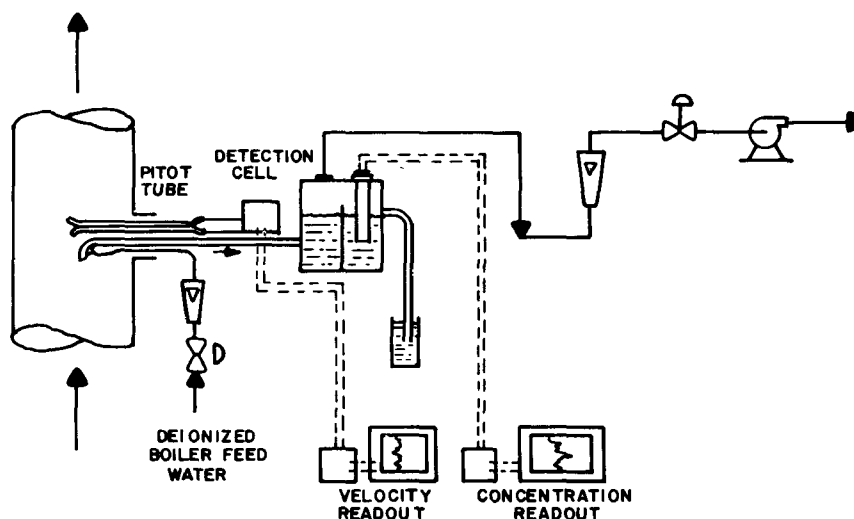 PITOT
TUBE
DETECTION
CELL
DEIONIZED
BOILER FEED
WATER
VELOCITY
READOUT
CONCENTRATION
READOUT